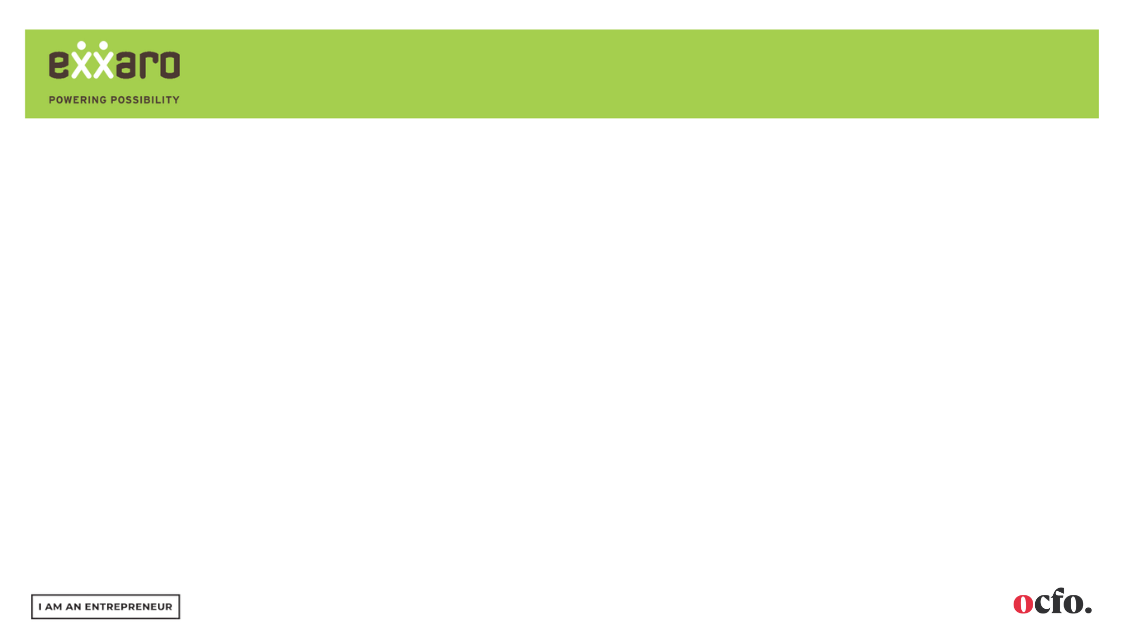 exxaro
POWERING POSSIBILITY
I AM AN ENTREPRENEUR
ocfo.